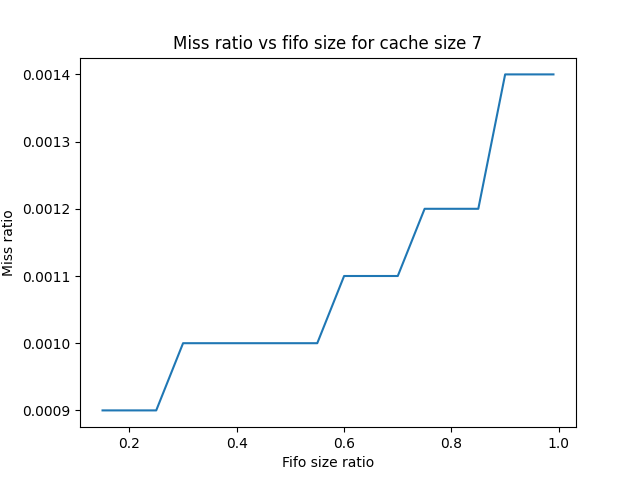 Miss ratio vs fifo size for cache size 7
0.0014
0.0013
0.0012
0.0011
0.0010
0.0009
Miss ratio
0.2 0.4 0.6 0.8 1.0
Fifo size ratio